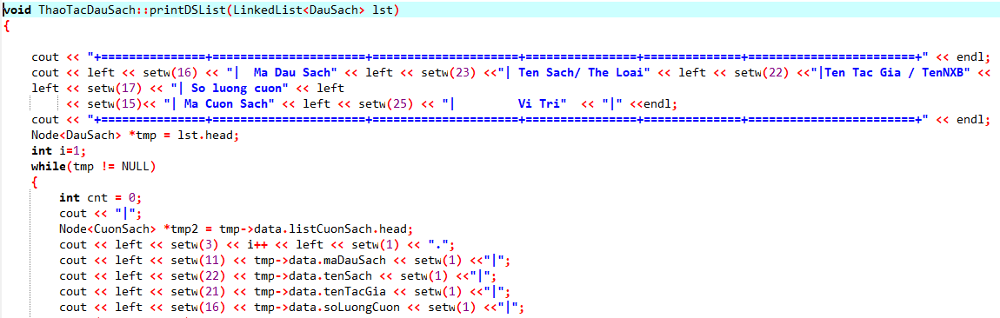 void ThaoTacDauSach::printDSList(LinkedList<DauSach> lst)
{
    cout << "+===============+======================+=====================+================+==============+========================+" << endl;
    cout << left << setw(16) << "|  Ma Dau Sach" << left << setw(23) <<"| Ten Sach/ The Loai" << left << setw(22) <<"|Ten Tac Gia / TenNXB" <<
    left << setw(17) << "| So luong cuon" << left
         << setw(15)<< "| Ma Cuon Sach" << left << setw(25) << "|         Vi Tri"  << "|" <<endl;
    cout << "+===============+======================+=====================+================+==============+========================+" << endl;
    Node<DauSach> *tmp = lst.head;
    int i=1;
    while(tmp != NULL)
    {
        int cnt = 0;
        cout << "|";
        Node<CuonSach> *tmp2 = tmp->data.listCuonSach.head;
        cout << left << setw(3) << i++ << left << setw(1) << ".";
        cout << left << setw(11) << tmp->data.maDauSach << setw(1) <<"|";
        cout << left << setw(22) << tmp->data.tenSach << setw(1) <<"|";
        cout << left << setw(21) << tmp->data.tenTacGia << setw(1) <<"|";
        cout << left << setw(16) << tmp->data.soLuongCuon << setw(1) <<"|";